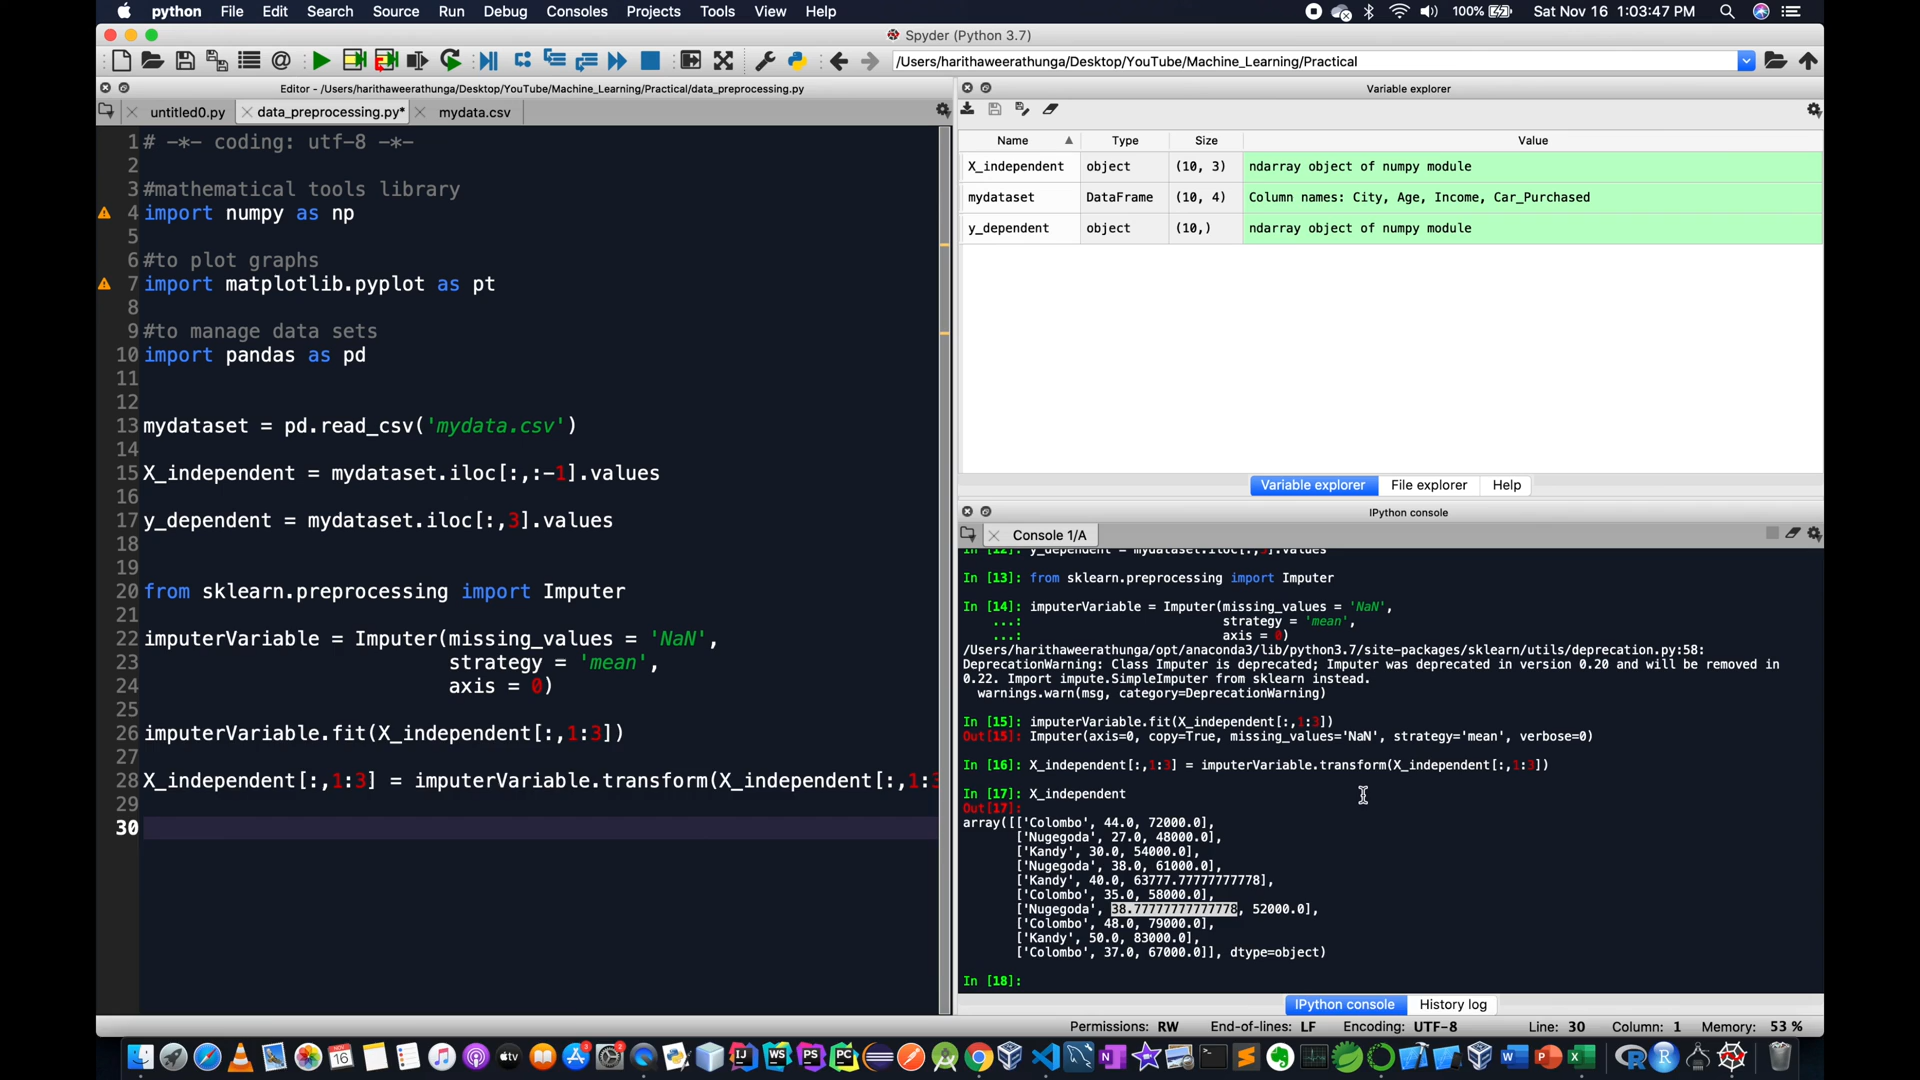 python File Edit Search Source Run Debug Consoles Projects Tools View Help 100% Sat Nov 16 1:03:47 PM
Spyder (Python 3.7)
/Users/harithaweerathunga/Desktop/YouTube/Machine_Learning/Practical
Editor - /Users/harithaweerathunga/Desktop/YouTube/Machine_Learning/Practical/data_preprocessing.py
untitled0.py data_preprocessing.py* mydata.csv
1 # -*- coding: utf-8 -*-
2
3 #mathematical tools library
4 import numpy as np
5
6 #to plot graphs
7 import matplotlib.pyplot as pt
8
9 #to manage data sets
10 import pandas as pd
11
12
13 mydataset = pd.read_csv('mydata.csv')
14
15 X_independent = mydataset.iloc[:,:-1].values
16
17 y_dependent = mydataset.iloc[:,3].values
18
19
20 from sklearn.preprocessing import Imputer
21
22 imputerVariable = Imputer(missing_values = 'NaN',
23 strategy = 'mean',
24 axis = 0)
25
26 imputerVariable.fit(X_independent[:,1:3])
27
28 X_independent[:,1:3] = imputerVariable.transform(X_independent[:,1:3
29
30
Variable explorer
Name Type Size Value
X_independent object (10, 3) ndarray object of numpy module
mydataset DataFrame (10, 4) Column names: City, Age, Income, Car_Purchased
y_dependent object (10,) ndarray object of numpy module
Variable explorer File explorer Help
IPython console
Console 1/A
In [12]: y_dependent = mydataset.iloc[:,3].values
In [13]: from sklearn.preprocessing import Imputer
In [14]: imputerVariable = Imputer(missing_values = 'NaN',
...: strategy = 'mean',
...: axis = 0)
/Users/harithaweerathunga/opt/anaconda3/lib/python3.7/site-packages/sklearn/utils/deprecation.py:58:
DeprecationWarning: Class Imputer is deprecated; Imputer was deprecated in version 0.20 and will be removed in
0.22. Import impute.SimpleImputer from sklearn instead.
warnings.warn(msg, category=DeprecationWarning)
In [15]: imputerVariable.fit(X_independent[:,1:3])
Out[15]: Imputer(axis=0, copy=True, missing_values='NaN', strategy='mean', verbose=0)
In [16]: X_independent[:,1:3] = imputerVariable.transform(X_independent[:,1:3])
In [17]: X_independent
Out[17]:
array([['Colombo', 44.0, 72000.0],
['Nugegoda', 27.0, 48000.0],
['Kandy', 30.0, 54000.0],
['Nugegoda', 38.0, 61000.0],
['Kandy', 40.0, 63777.77777777778],
['Colombo', 35.0, 58000.0],
['Nugegoda', 38.77777777777778, 52000.0],
['Colombo', 48.0, 79000.0],
['Kandy', 50.0, 83000.0],
['Colombo', 37.0, 67000.0]], dtype=object)
In [18]:
IPython console History log
Permissions: RW End-of-lines: LF Encoding: UTF-8 Line: 30 Column: 1 Memory: 53 %